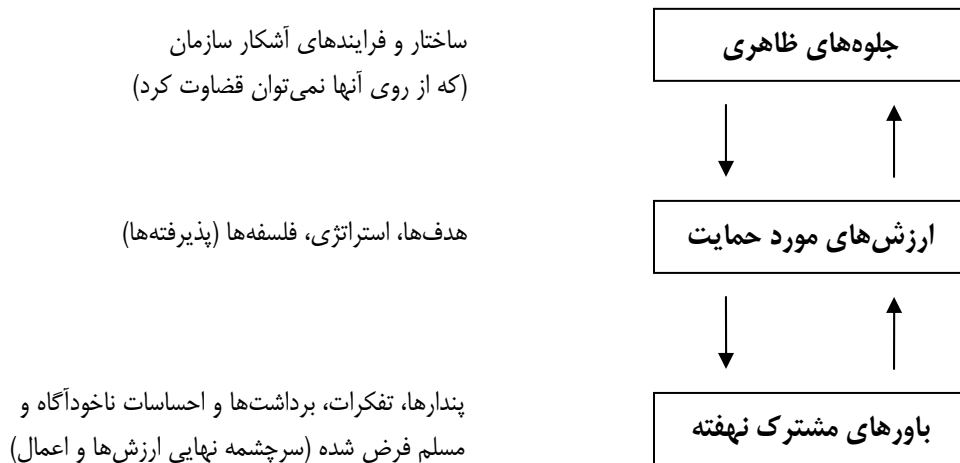 جلوه‌های ظاهری
ساختار و فرایندهای آشکار سازمان
(که از روی آنها نمی‌توان قضاوت کرد)
ارزش‌های مورد حمایت
هدف‌ها، استراتژی، فلسفه‌ها (پذیرفته‌ها)
باورهای مشترک نهفته
پندارها، تفکرات، برداشت‌ها و احساسات ناخودآگاه و
مسلم فرض شده (سرچشمه نهایی ارزش‌ها و اعمال)